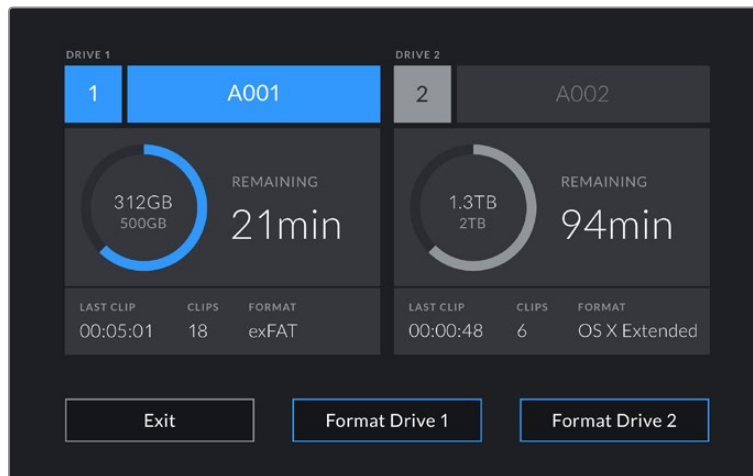 DRIVE 1
1
A001
312GB
500GB
REMAINING
21min
LAST CLIP CLIPS FORMAT
00:05:01 18 exFAT
DRIVE 2
2
A002
1.3TB
2TB
REMAINING
94min
LAST CLIP CLIPS FORMAT
00:00:48 6 OS X Extended
Exit
Format Drive 1
Format Drive 2